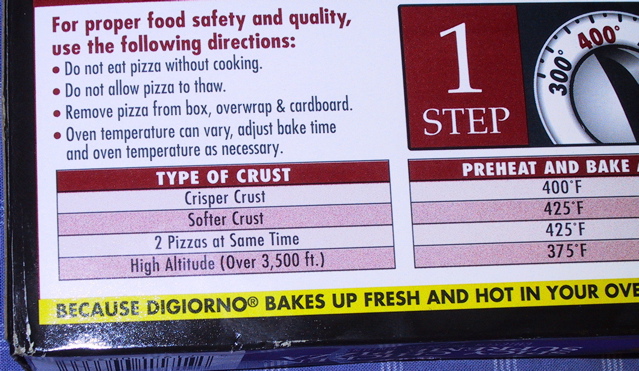 For proper food safety and quality,
use the following directions:
• Do not eat pizza without cooking.
• Do not allow pizza to thaw.
• Remove pizza from box, overwrap & cardboard.
• Oven temperature can vary, adjust bake time
and oven temperature as necessary.
1
STEP
300°
400°
TYPE OF CRUST
Crisper Crust
Softer Crust
2 Pizzas at Same Time
High Altitude (Over 3,500 ft.)
PREHEAT AND BAKE
400°F
425°F
425°F
375°F
BECAUSE DIGIORNO® BAKES UP FRESH AND HOT IN YOUR